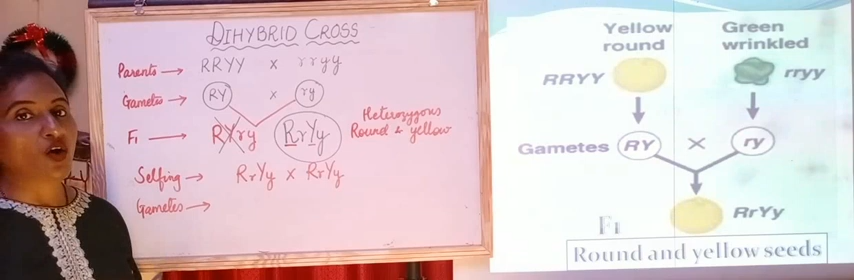 DIHYBRID CROSS
Parents → RRYY x rryy
Gametes → RY x ry
F1 → RYry RrYy Heterozygous
Round & yellow
Selfing → RrYy x RrYy
Gametes →
Yellow round
Green wrinkled
RRYY
rryy
Gametes RY × ry
F1
RrYy
Round and yellow seeds